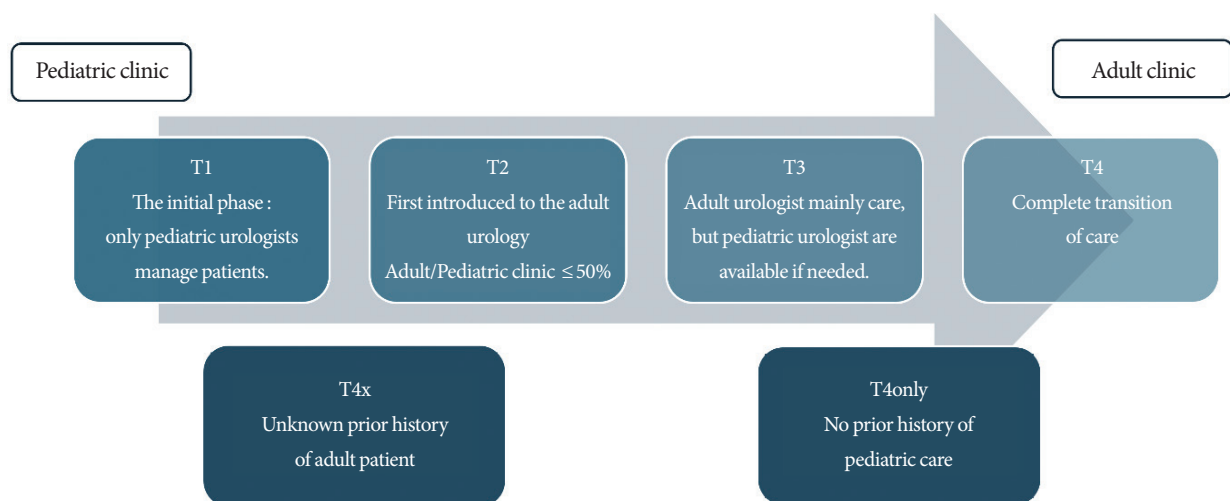 Pediatric clinic
Adult clinic
T1
The initial phase :
only pediatric urologists
manage patients.
T2
First introduced to the adult
urology
Adult/Pediatric clinic ≤50%
T3
Adult urologist mainly care,
but pediatric urologist are
available if needed.
T4
Complete transition
of care
T4x
Unknown prior history
of adult patient
T4only
No prior history of
pediatric care